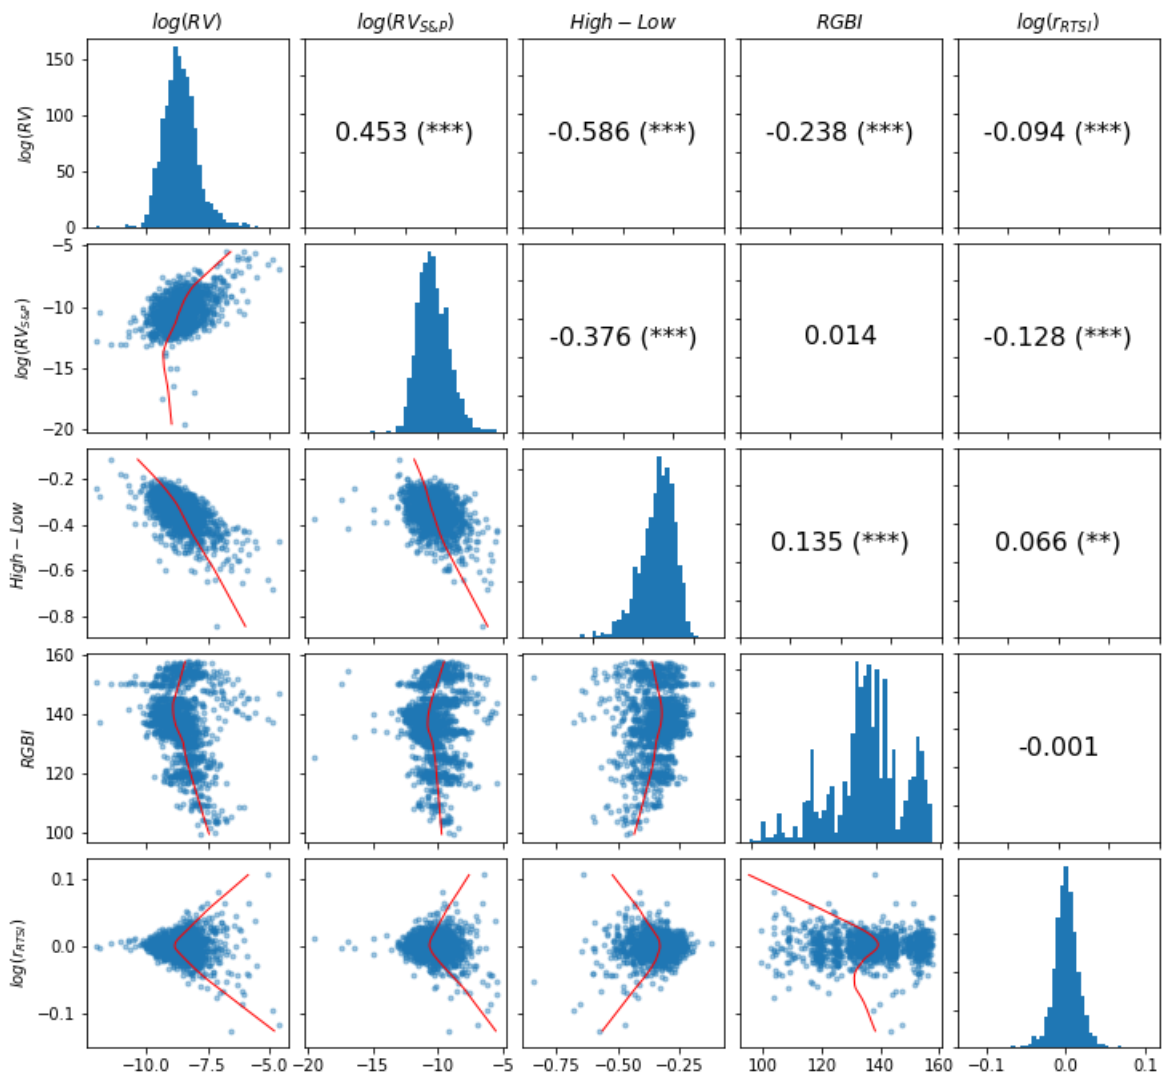 log(RV) log(RV_S&P) High − Low RGBI log(r_RTSI)
log(RV)
150
100
50
0
0.453 (***) -0.586 (***) -0.238 (***) -0.094 (***)
log(RV_S&P)
−5
−10
−15
−20
-0.376 (***) 0.014 -0.128 (***)
High − Low
−0.2
−0.4
−0.6
−0.8
0.135 (***) 0.066 (**)
RGBI
160
140
120
100
-0.001
log(r_RTSI)
0.1
0.0
−0.1
−10.0 −7.5 −5.0 −20 −15 −10 −5 −0.75 −0.50 −0.25 100 120 140 160 −0.1 0.0 0.1